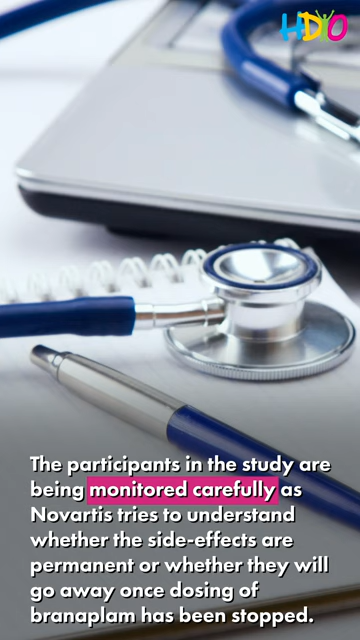 HDYO
The participants in the study are
being monitored carefully as
Novartis tries to understand
whether the side-effects are
permanent or whether they will
go away once dosing of
branaplam has been stopped.